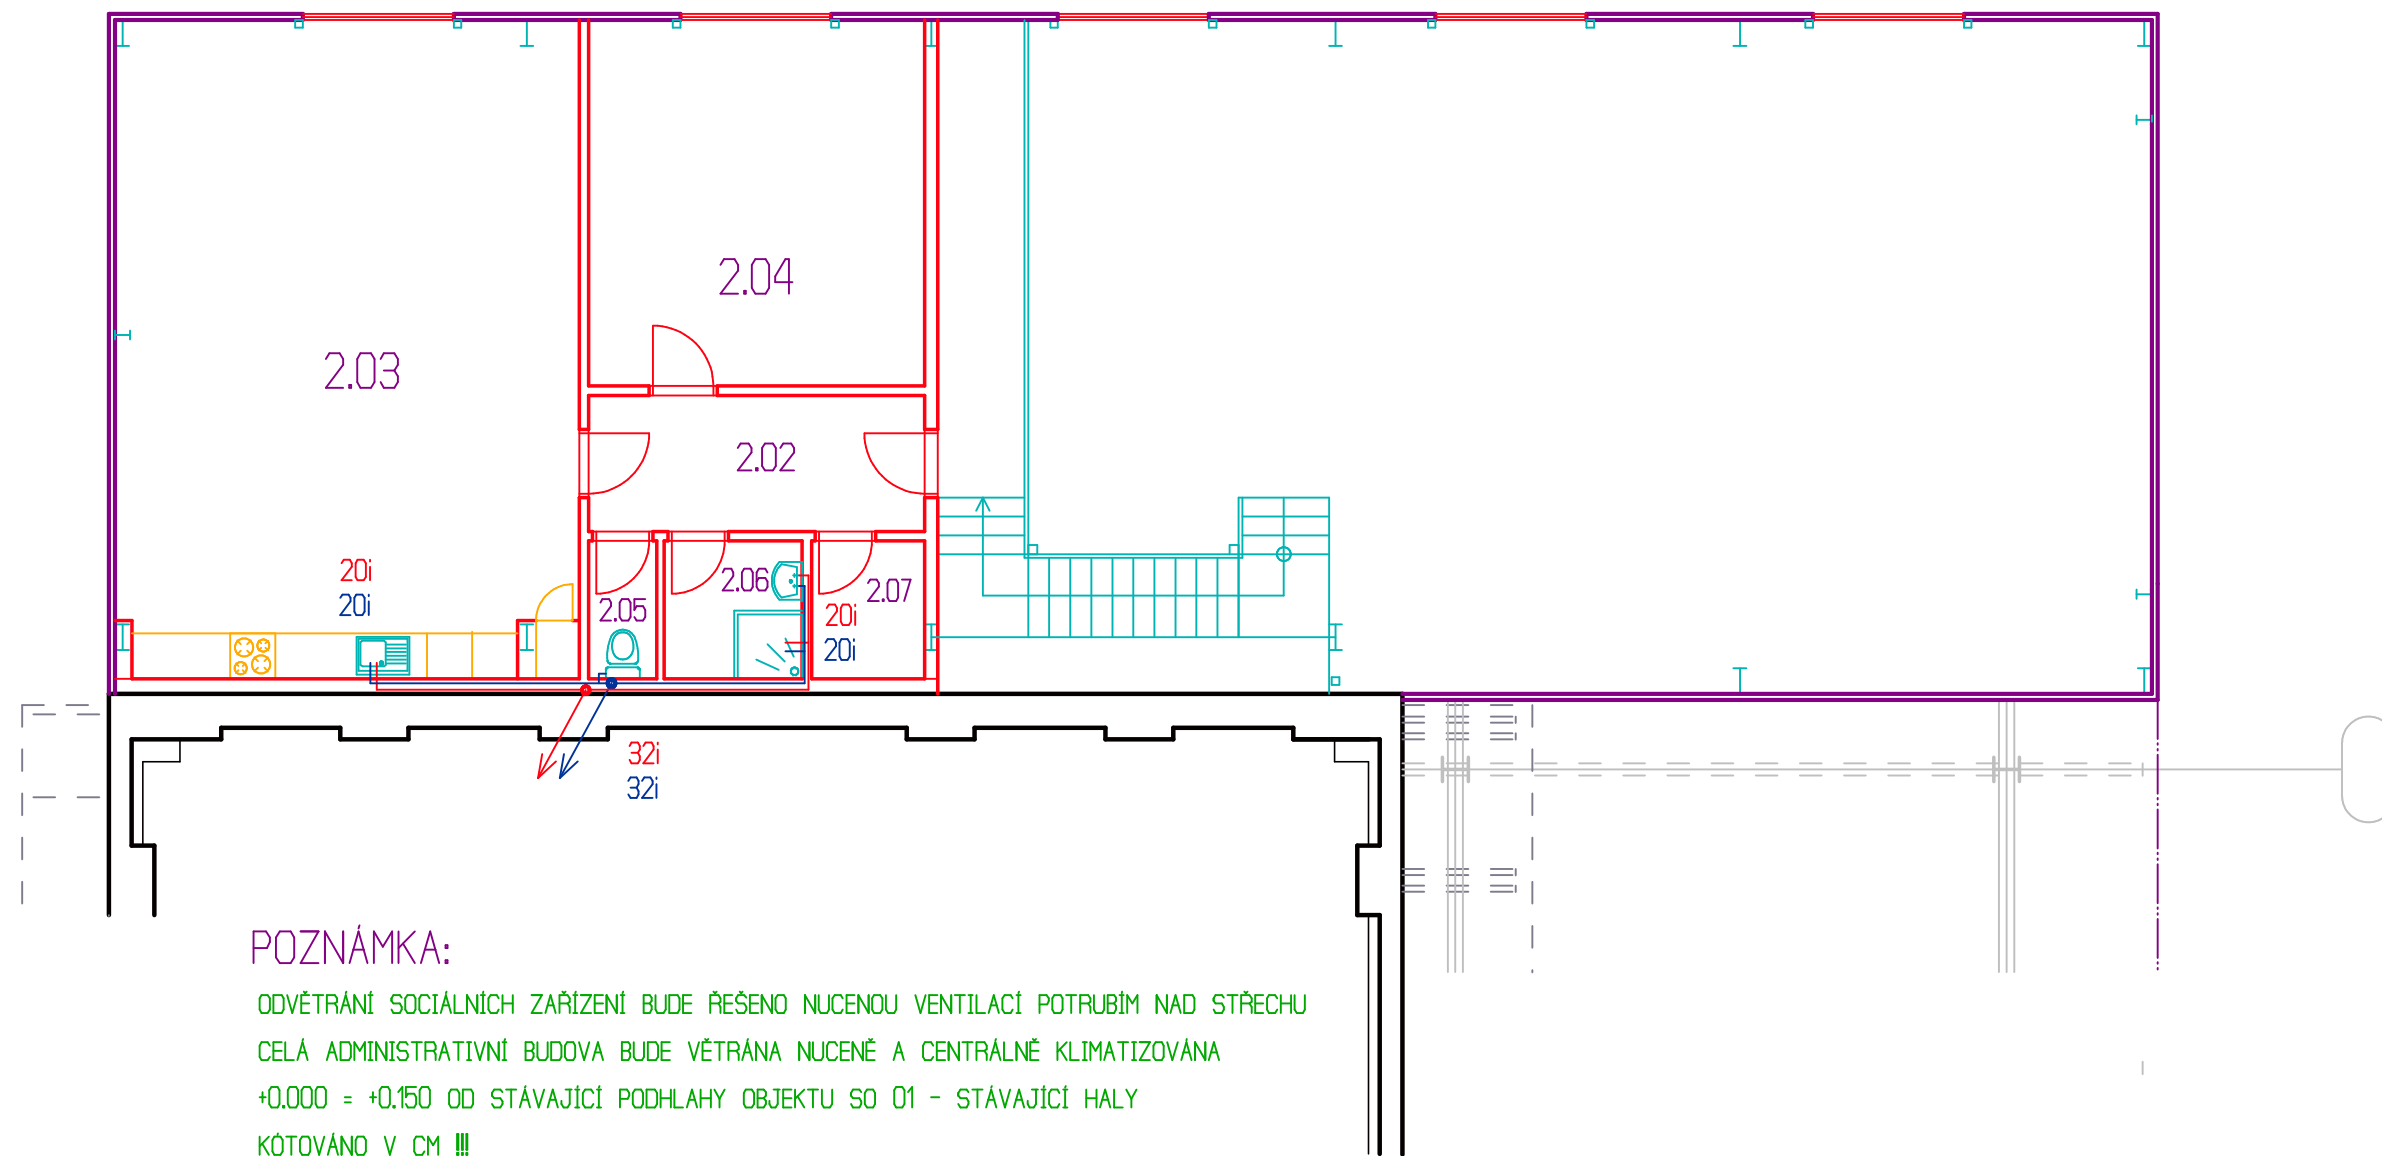 2.04
2.03
2.02
20i
20i
2.06
2.07
2.05
20i
20i
32i
32i
POZNÁMKA:
ODVĚTRÁNÍ SOCIÁLNÍCH ZAŘÍZENÍ BUDE ŘEŠENO NUCENOU VENTILACÍ POTRUBÍM NAD STŘECHU
CELÁ ADMINISTRATIVNÍ BUDOVA BUDE VĚTRÁNA NUCENĚ A CENTRÁLNĚ KLIMATIZOVÁNA
+0.000 = +0.150 OD STÁVAJÍCÍ PODHLAHY OBJEKTU SO 01 - STÁVAJÍCÍ HALY
KÓTOVÁNO V CM !!!